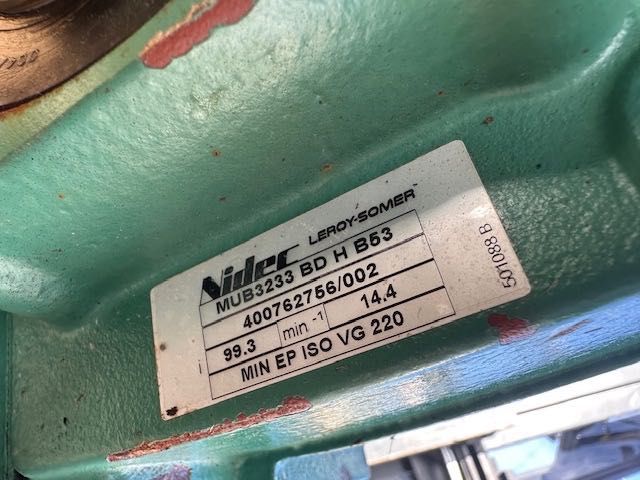 Nidec LEROY-SOMER™
MUB3233 BD H B53
400762756/002
i 99.3 min -1 14.4
MIN EP ISO VG 220
501088 B